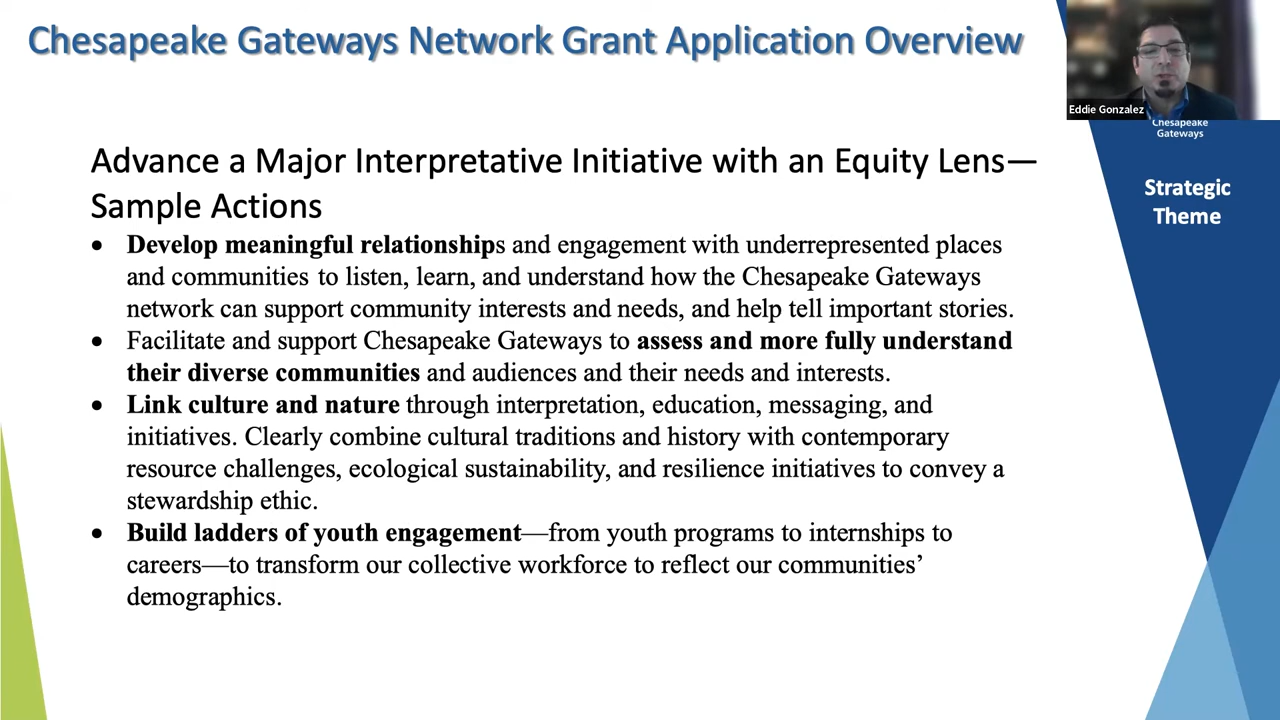 Chesapeake Gateways Network Grant Application Overview
Eddie Gonzalez
Chesapeake
Gateways
Strategic
Theme
Advance a Major Interpretative Initiative with an Equity Lens—
Sample Actions
• Develop meaningful relationships and engagement with underrepresented places
and communities to listen, learn, and understand how the Chesapeake Gateways
network can support community interests and needs, and help tell important stories.
• Facilitate and support Chesapeake Gateways to assess and more fully understand
their diverse communities and audiences and their needs and interests.
• Link culture and nature through interpretation, education, messaging, and
initiatives. Clearly combine cultural traditions and history with contemporary
resource challenges, ecological sustainability, and resilience initiatives to convey a
stewardship ethic.
• Build ladders of youth engagement—from youth programs to internships to
careers—to transform our collective workforce to reflect our communities’
demographics.